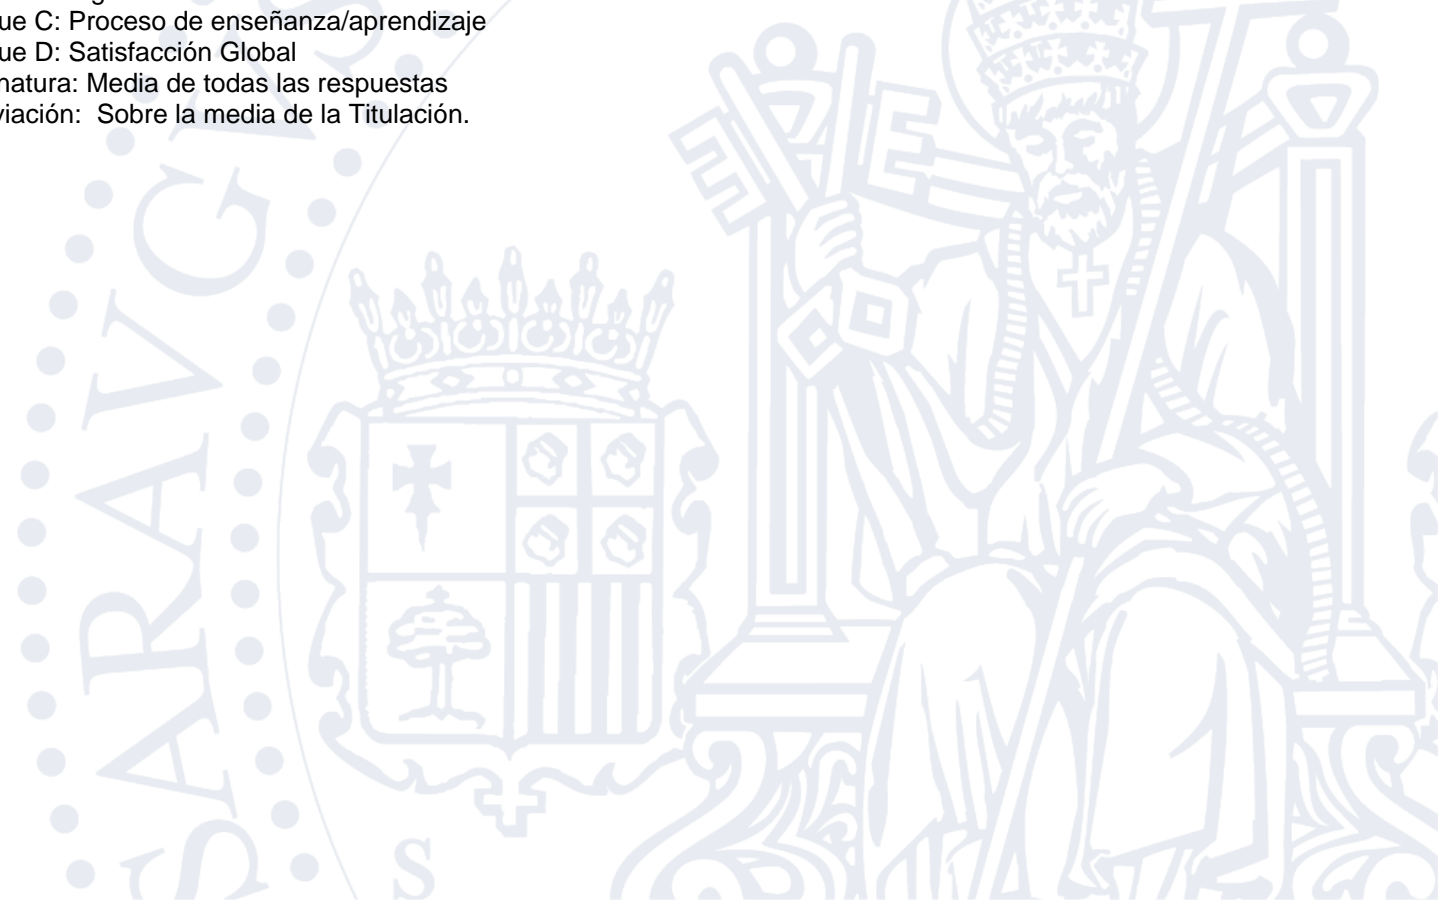 ue C: Proceso de enseñanza/aprendizaje
ue D: Satisfacción Global
natura: Media de todas las respuestas
viación:  Sobre la media de la Titulación.
SARAVGVS
S